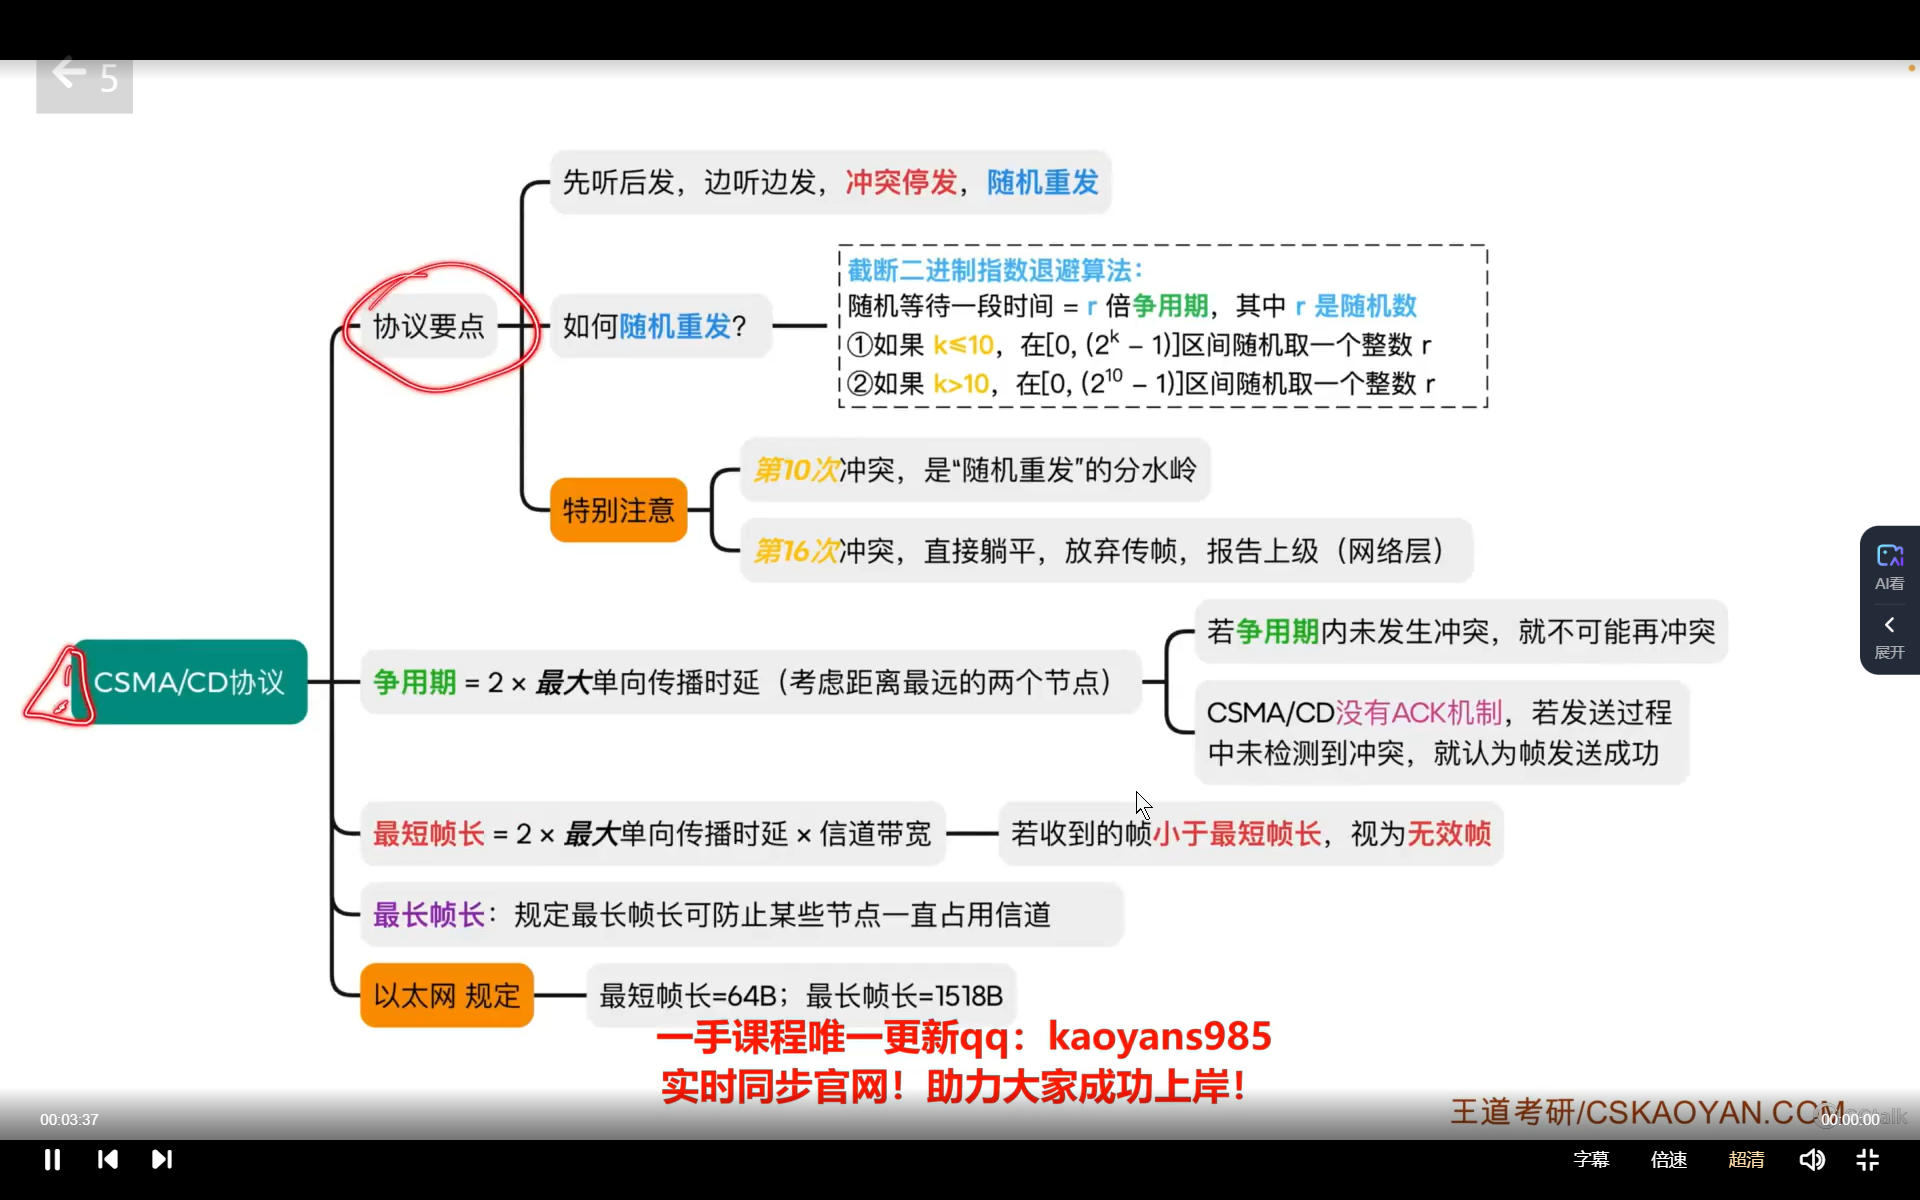 5
先听后发，边听边发，冲突停发，随机重发
截断二进制指数退避算法：
随机等待一段时间 = r 倍争用期，其中 r 是随机数
①如果 k≤10，在[0, (2^k – 1)]区间随机取一个整数 r
②如果 k>10，在[0, (2^10 – 1)]区间随机取一个整数 r
协议要点
如何随机重发？
第10次冲突，是“随机重发”的分水岭
特别注意
第16次冲突，直接躺平，放弃传帧，报告上级（网络层）
AI看
展开
CSMA/CD协议
争用期 = 2 × 最大单向传播时延（考虑距离最远的两个节点）
若争用期内未发生冲突，就不可能再冲突
CSMA/CD没有ACK机制，若发送过程
中未检测到冲突，就认为帧发送成功
最短帧长 = 2 × 最大单向传播时延 × 信道带宽
若收到的帧小于最短帧长，视为无效帧
最长帧长：规定最长帧长可防止某些节点一直占用信道
以太网 规定
最短帧长=64B；最长帧长=1518B
一手课程唯一更新qq：kaoyans985
实时同步官网！助力大家成功上岸！
王道考研/CSKAOYAN.COM
00:03:37
00:00:00
字幕
倍速
超清